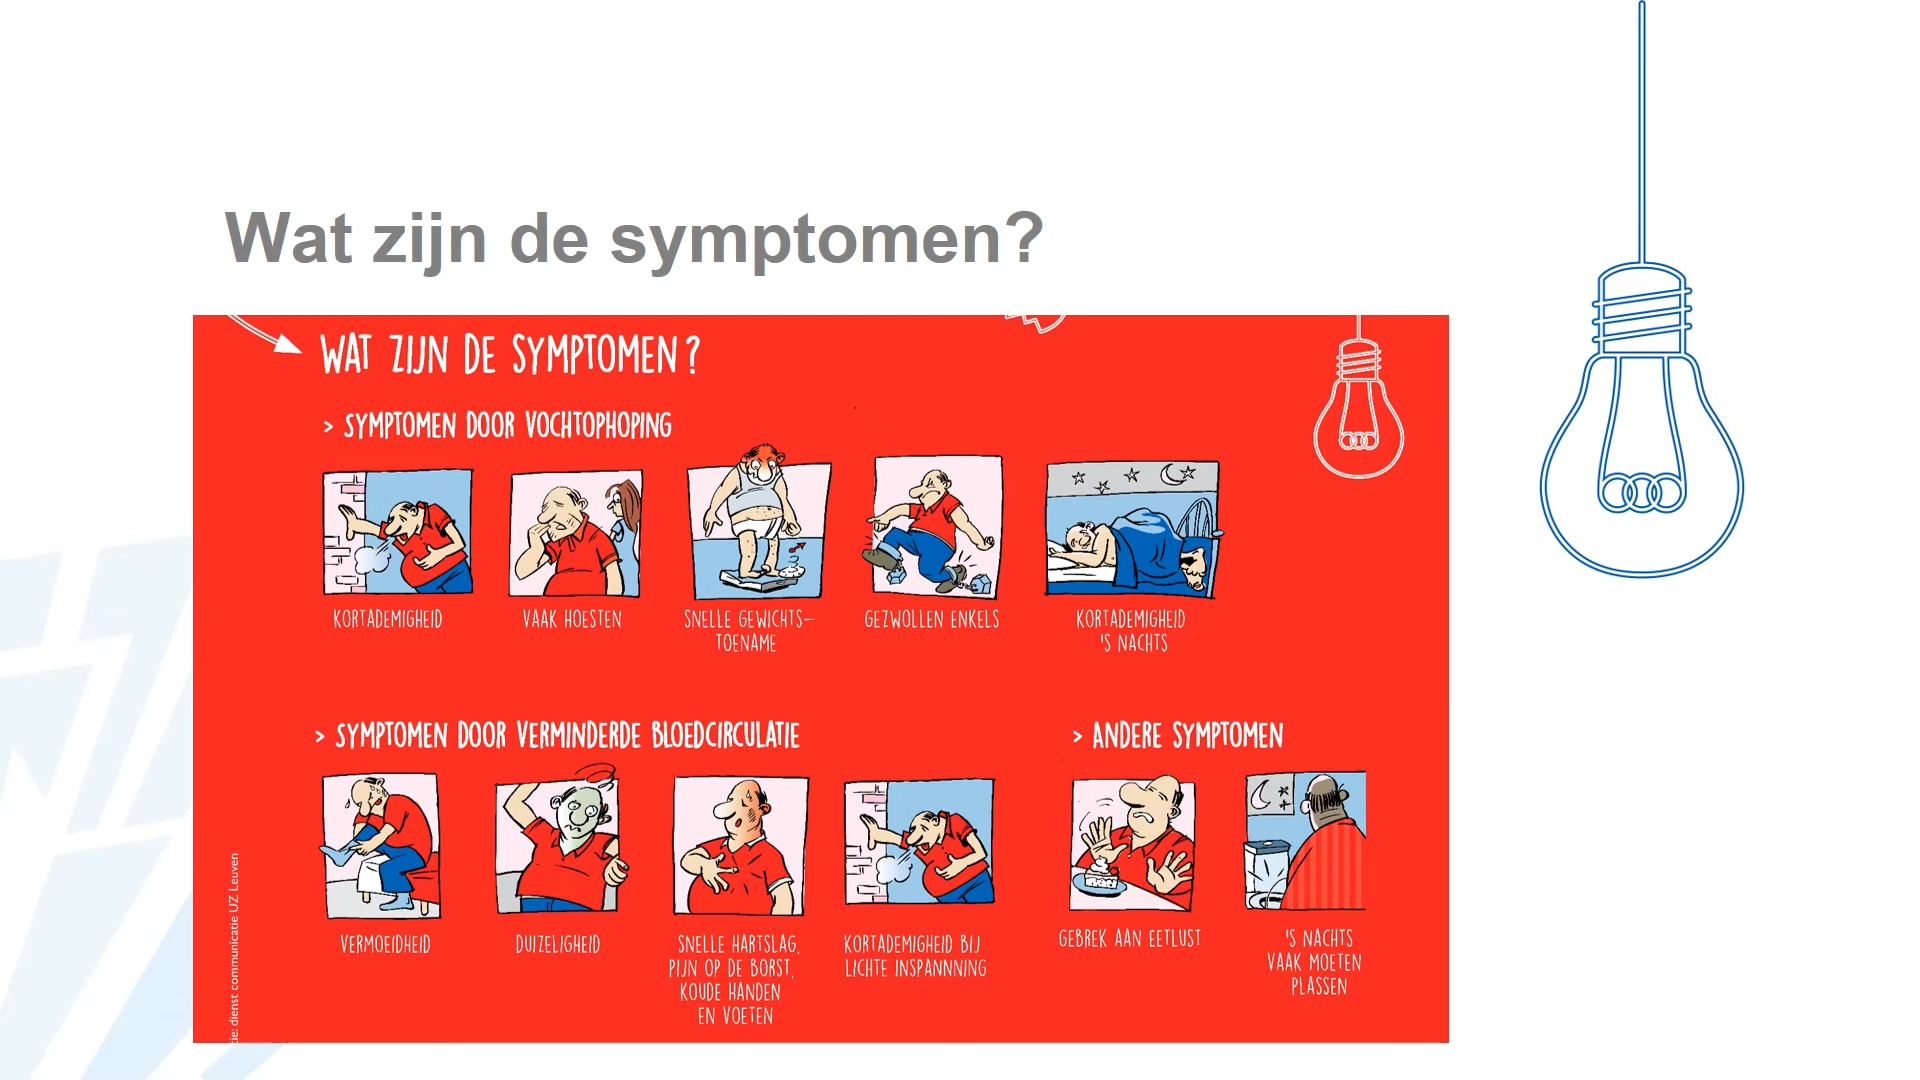 Wat zijn de symptomen?
WAT ZIJN DE SYMPTOMEN?
> SYMPTOMEN DOOR VOCHTOPHOPING
KORTADEMIGHEID
VAAK HOESTEN
SNELLE GEWICHTS-
TOENAME
GEZWOLLEN ENKELS
KORTADEMIGHEID
'S NACHTS
> SYMPTOMEN DOOR VERMINDERDE BLOEDCIRCULATIE
VERMOEIDHEID
DUIZELIGHEID
SNELLE HARTSLAG,
PIJN OP DE BORST,
KOUDE HANDEN
EN VOETEN
KORTADEMIGHEID BIJ
LICHTE INSPANNNING
> ANDERE SYMPTOMEN
GEBREK AAN EETLUST
'S NACHTS
VAAK MOETEN
PLASSEN
dienst communicatie UZ Leuven